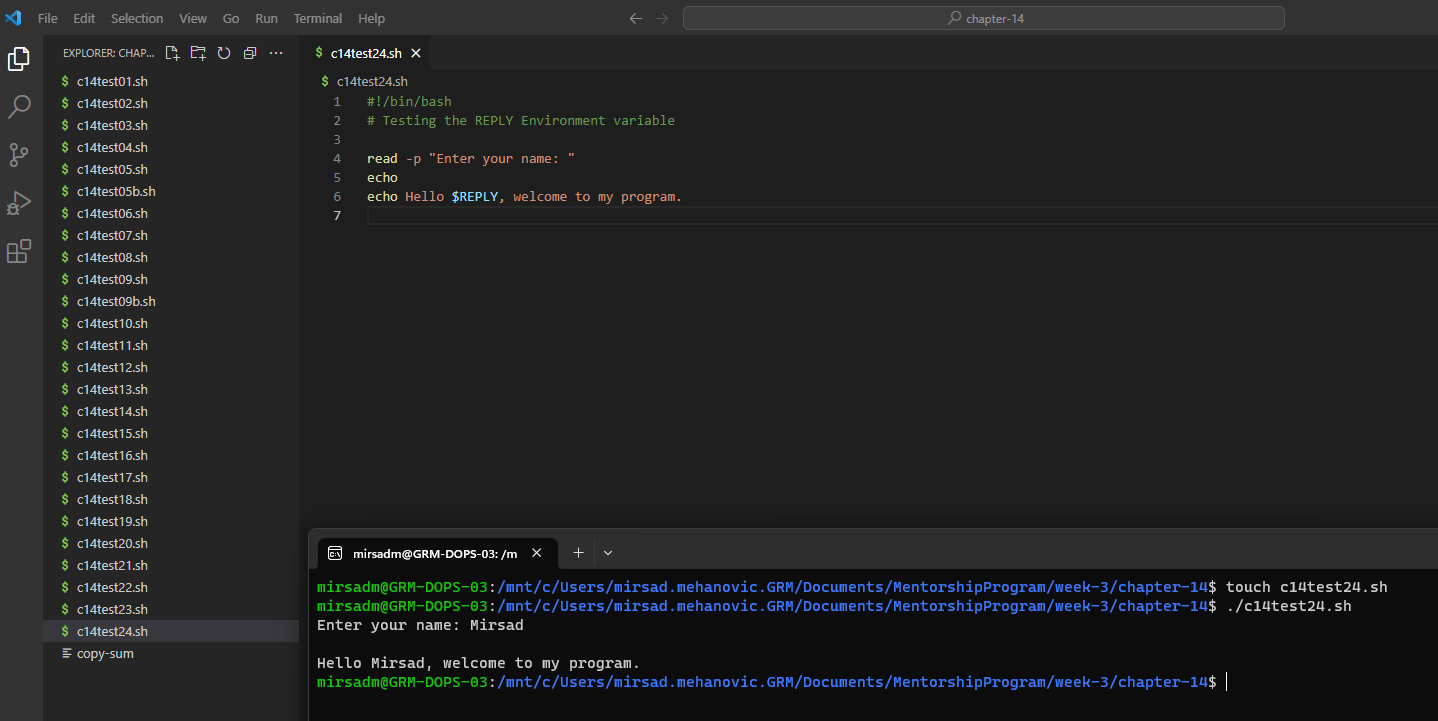 File Edit Selection View Go Run Terminal Help
chapter-14
EXPLORER: CHAP...
c14test01.sh
c14test02.sh
c14test03.sh
c14test04.sh
c14test05.sh
c14test05b.sh
c14test06.sh
c14test07.sh
c14test08.sh
c14test09.sh
c14test09b.sh
c14test10.sh
c14test11.sh
c14test12.sh
c14test13.sh
c14test14.sh
c14test15.sh
c14test16.sh
c14test17.sh
c14test18.sh
c14test19.sh
c14test20.sh
c14test21.sh
c14test22.sh
c14test23.sh
c14test24.sh
copy-sum
$ c14test24.sh
$ c14test24.sh
1 #!/bin/bash
2 # Testing the REPLY Environment variable
3
4 read -p "Enter your name: "
5 echo
6 echo Hello $REPLY, welcome to my program.
7
mirsadm@GRM-DOPS-03: /m
mirsadm@GRM-DOPS-03:/mnt/c/Users/mirsad.mehanovic.GRM/Documents/MentorshipProgram/week-3/chapter-14$ touch c14test24.sh
mirsadm@GRM-DOPS-03:/mnt/c/Users/mirsad.mehanovic.GRM/Documents/MentorshipProgram/week-3/chapter-14$ ./c14test24.sh
Enter your name: Mirsad
Hello Mirsad, welcome to my program.
mirsadm@GRM-DOPS-03:/mnt/c/Users/mirsad.mehanovic.GRM/Documents/MentorshipProgram/week-3/chapter-14$